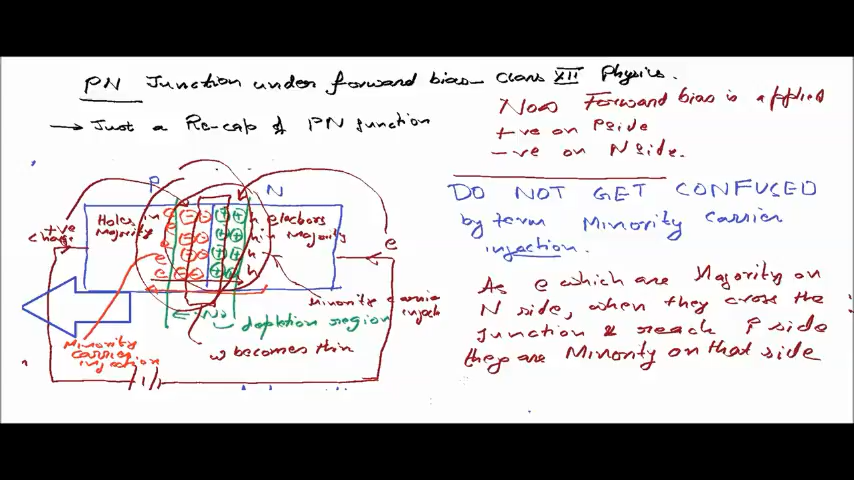 PN Junction under forward bias - Class XII Physics.
→ Just a Re-cap of PN junction
Now Forward bias is applied
+ve on P side
-ve on N side.
DO NOT GET CONFUSED
by term Minority carrier
injection.
As e which are Majority on
N side, when they cross the
Junction & reach P side
they are Minority on that side
P N
Holes in
Majority
electrons
in Majority
+ve
charge
e
h
h
h
h
e
e
e
Minority carrier
inject
depletion region
w becomes thin
Minority
carrier
injection